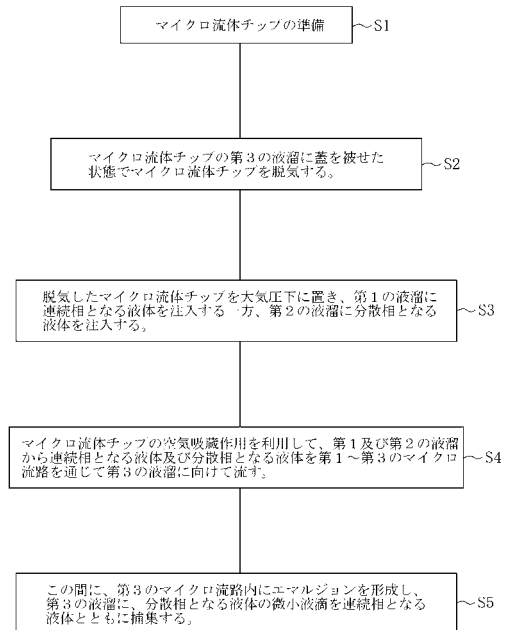 マイクロ流体チップの準備 S1
マイクロ流体チップの第３の液溜に蓋を被せた
状態でマイクロ流体チップを脱気する。 S2
脱気したマイクロ流体チップを大気圧下に置き、第１の液溜に
連続相となる液体を注入する一方、第２の液溜に分散相となる
液体を注入する。 S3
マイクロ流体チップの空気吸蔵作用を利用して、第１及び第２の液溜
から連続相となる液体及び分散相となる液体を第１～第３のマイクロ
流路を通じて第３の液溜に向けて流す。 S4
この間に、第３のマイクロ流路内にエマルジョンを形成し、
第３の液溜に、分散相となる液体の微小液滴を連続相となる
液体とともに捕集する。 S5